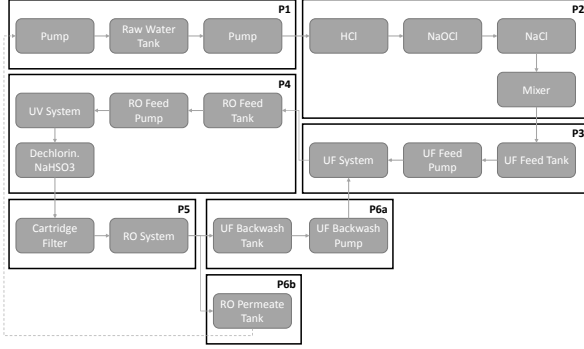 P1
Pump
Raw Water
Tank
Pump
P2
HCl
NaOCl
NaCl
Mixer
P4
UV System
RO Feed
Pump
RO Feed
Tank
Dechlorin.
NaHSO3
P3
UF System
UF Feed
Pump
UF Feed Tank
P5
Cartridge
Filter
RO System
P6a
UF Backwash
Tank
UF Backwash
Pump
P6b
RO Permeate
Tank